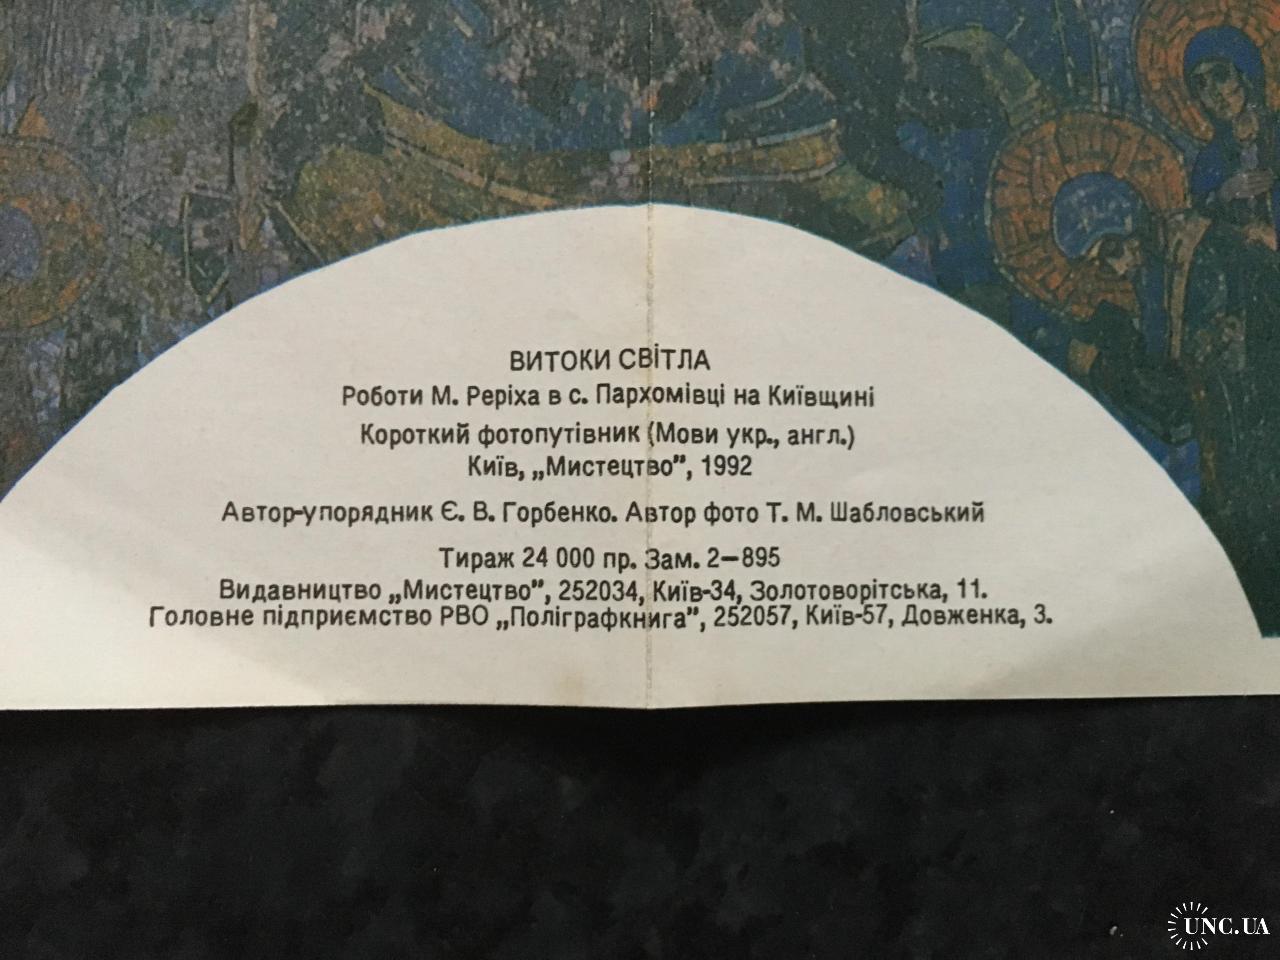 ВИТОКИ СВІТЛА
Роботи М. Реріха в с. Пархомівці на Київщині
Короткий фотопутівник (Мови укр., англ.)
Київ, „Мистецтво”, 1992
Автор-упорядник Є. В. Горбенко. Автор фото Т. М. Шабловський
Тираж 24 000 пр. Зам. 2–895
Видавництво „Мистецтво”, 252034, Київ-34, Золотоворітська, 11.
Головне підприємство РВО „Поліграфкнига”, 252057, Київ-57, Довженка, 3.
UNC.UA